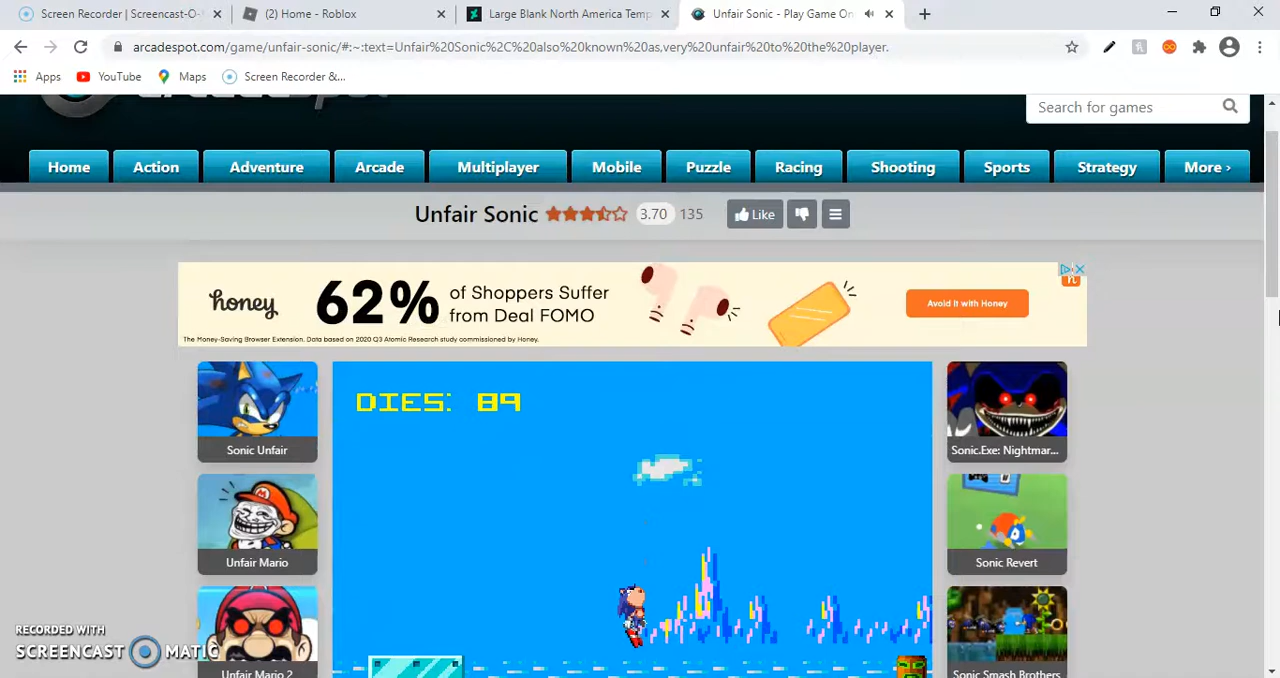 Screen Recorder | Screencast-O-
(2) Home - Roblox
Large Blank North America Temp
Unfair Sonic - Play Game On
arcadespot.com/game/unfair-sonic/#:~:text=Unfair%20Sonic%2C%20also%20known%20as,very%20unfair%20to%20the%20player.
Apps
YouTube
Maps
Screen Recorder &...
Search for games
Home
Action
Adventure
Arcade
Multiplayer
Mobile
Puzzle
Racing
Shooting
Sports
Strategy
More ›
Unfair Sonic
3.70
135
Like
honey
62%
of Shoppers Suffer
from Deal FOMO
Avoid It with Honey
The Money-Saving Browser Extension. Data based on 2020 Q3 Atomic Research study commissioned by Honey.
DIES: 89
Sonic Unfair
Unfair Mario
Unfair Mario 2
Sonic.Exe: Nightmar...
Sonic Revert
Sonic Smash Brothers
RECORDED WITH
SCREENCAST MATIC